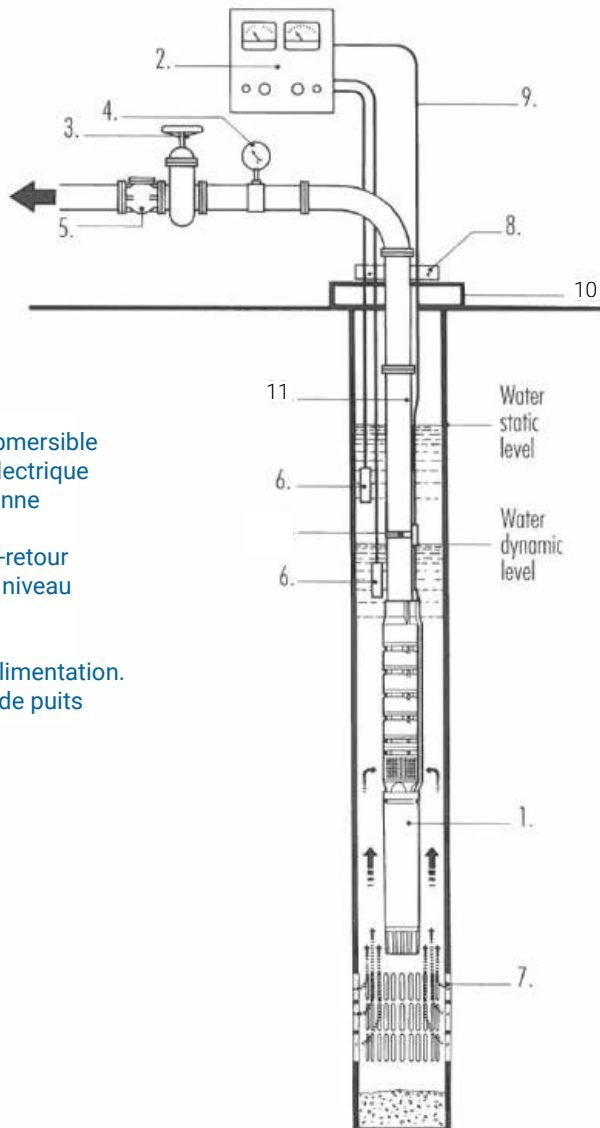 2.
9.
4.
3.
5.
8.
10
11
Water
static
level
bmersible
lectrique
nne
6.
-retour
niveau
Water
dynamic
level
6.
limentation.
de puits
1.
7.